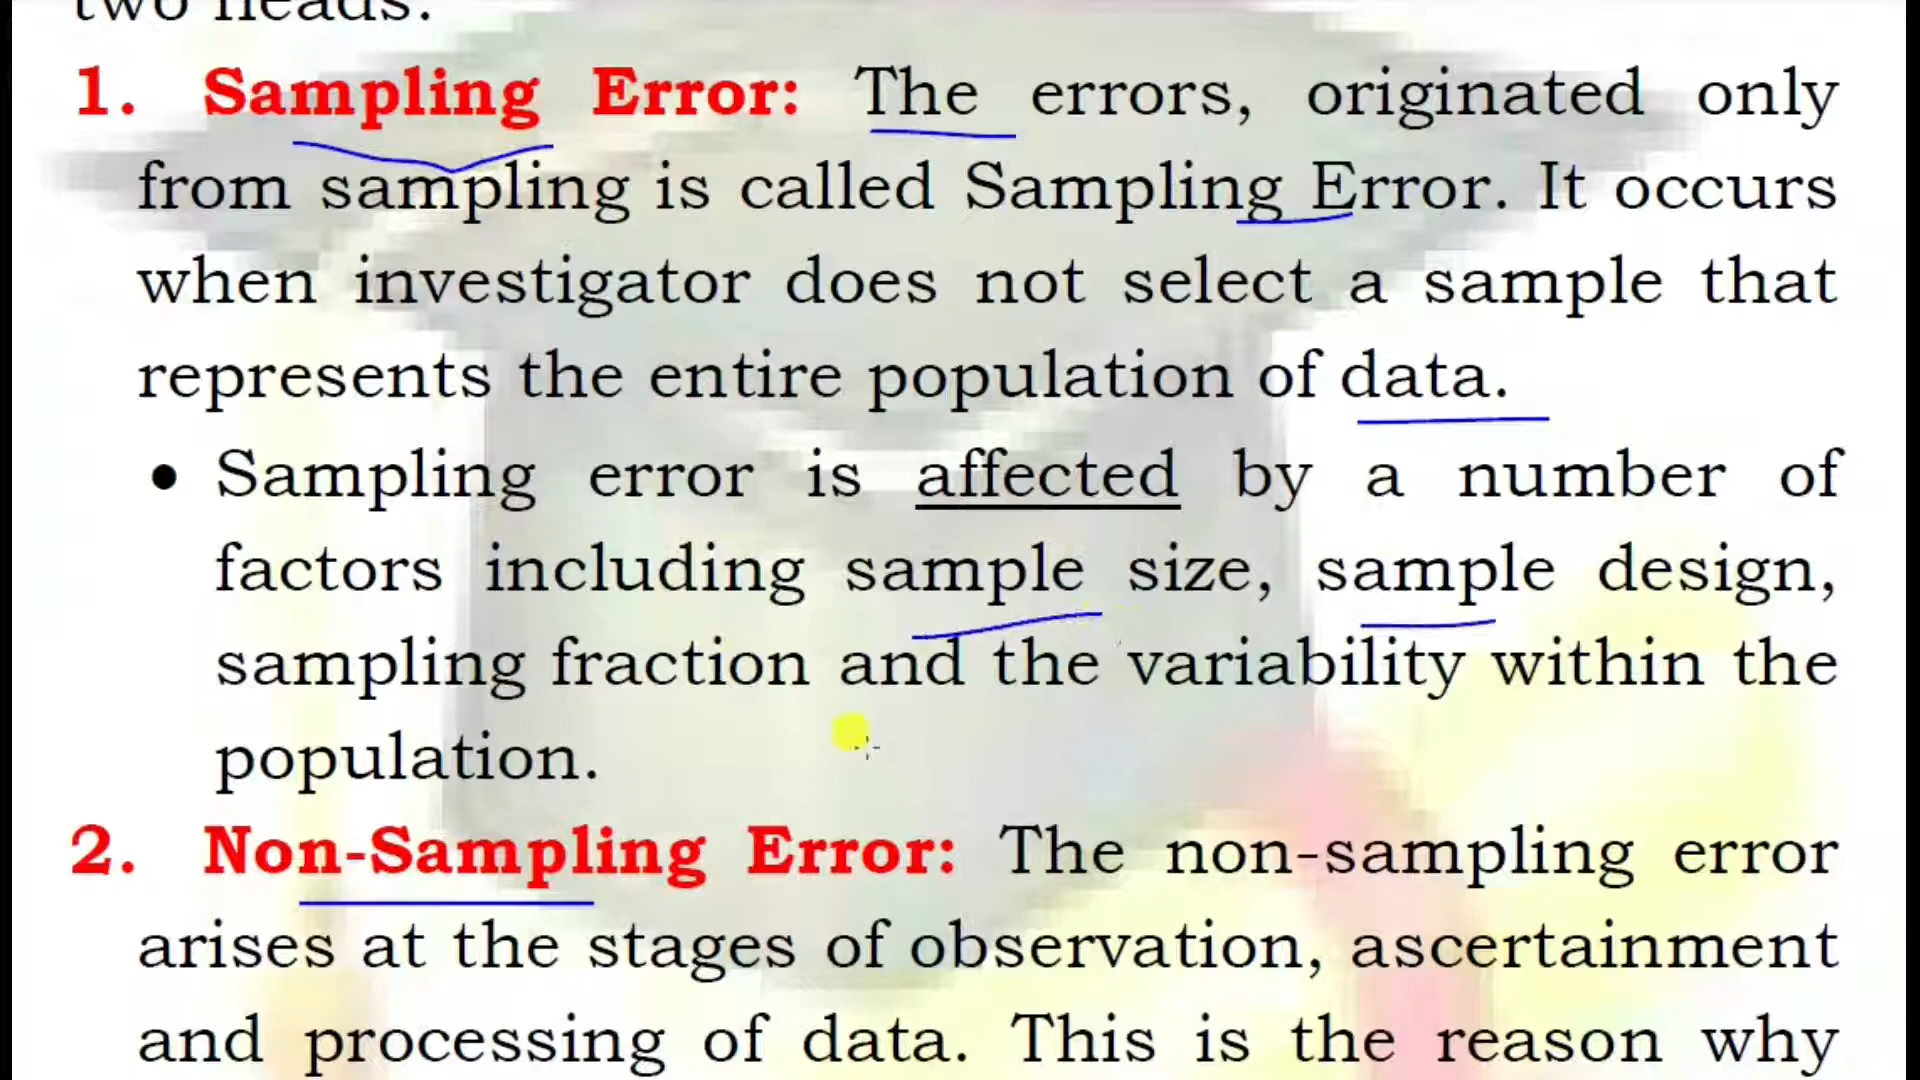 two heads:
1. Sampling Error: The errors, originated only
from sampling is called Sampling Error. It occurs
when investigator does not select a sample that
represents the entire population of data.
• Sampling error is affected by a number of
factors including sample size, sample design,
sampling fraction and the variability within the
population.
2. Non-Sampling Error: The non-sampling error
arises at the stages of observation, ascertainment
and processing of data. This is the reason why